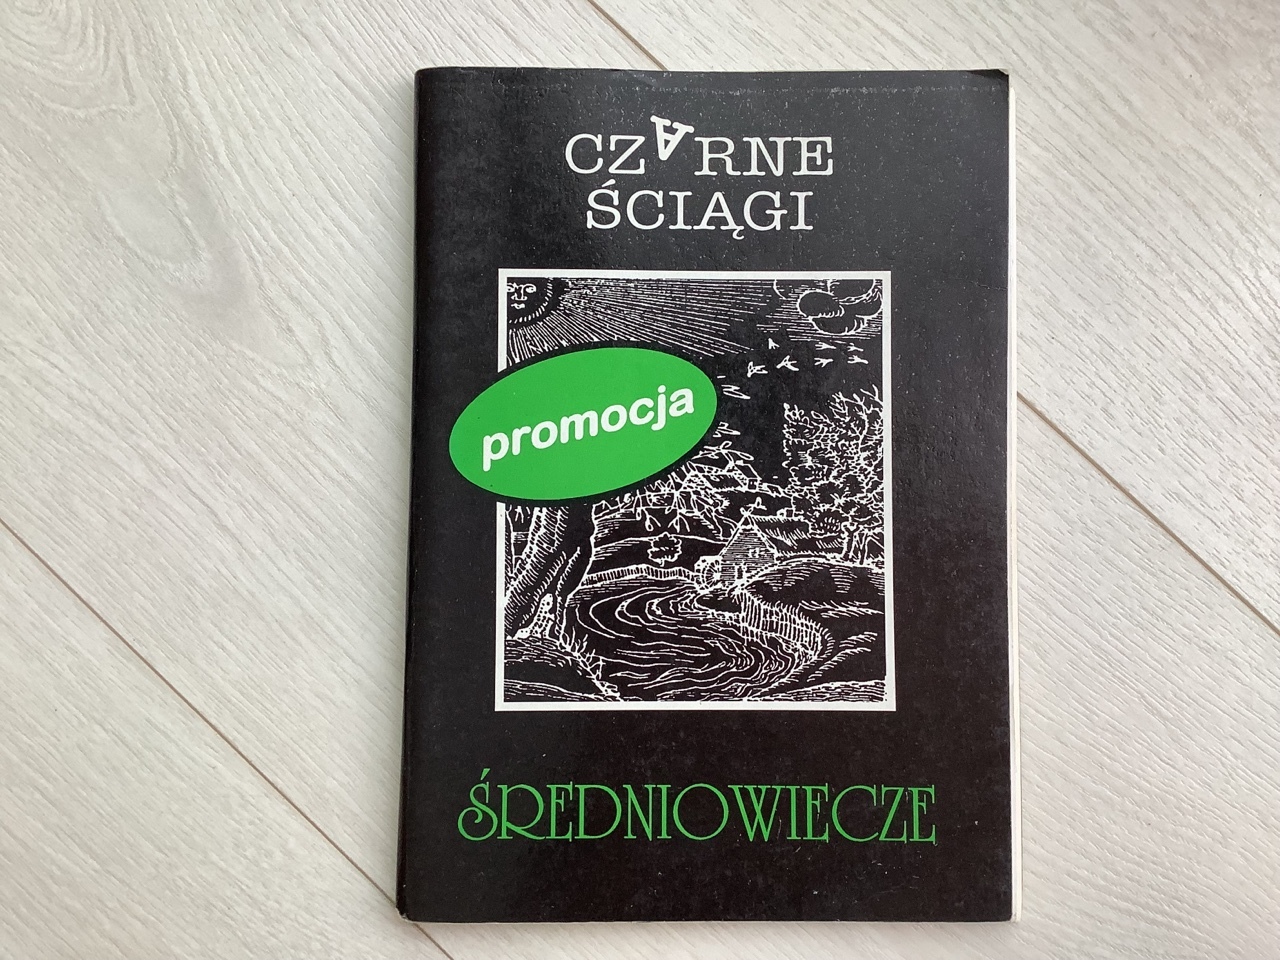 CZARNE
ŚCIĄGI
promocja
ŚREDNIOWIECZE